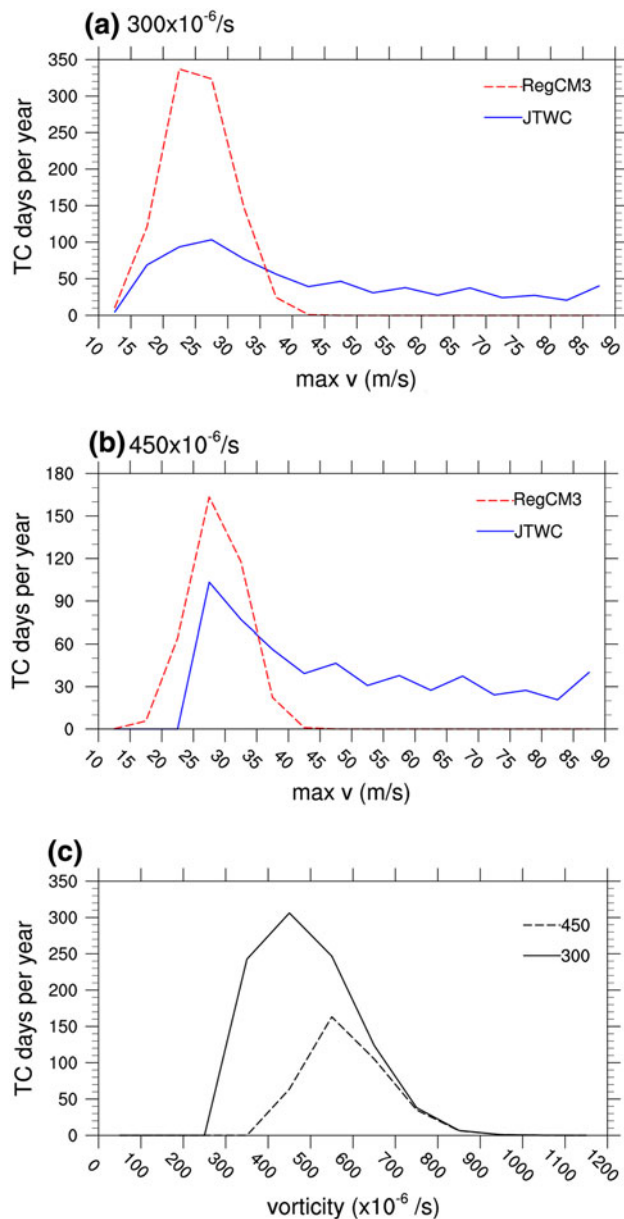 (a) 300x10-6/s
350
300
250
200
150
100
50
0
TC days per year
RegCM3
JTWC
10 15 20 25 30 35 40 45 50 55 60 65 70 75 80 85 90
max v (m/s)
(b) 450x10-6/s
180
150
120
90
60
30
0
TC days per year
RegCM3
JTWC
10 15 20 25 30 35 40 45 50 55 60 65 70 75 80 85 90
max v (m/s)
(c)
350
300
250
200
150
100
50
0
TC days per year
450
300
0 100 200 300 400 500 600 700 800 900 1000 1100 1200
vorticity (x10-6 /s)